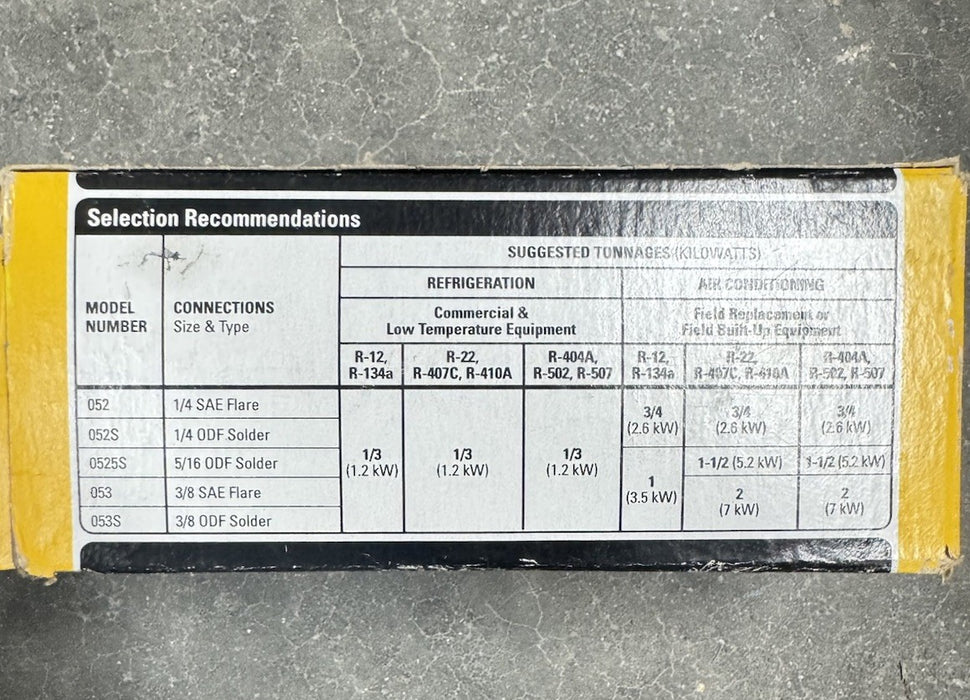 Selection Recommendations
SUGGESTED TONNAGES (KILOWATTS)
REFRIGERATION
AIR CONDITIONING
MODEL
NUMBER
CONNECTIONS
Size & Type
Commercial &
Low Temperature Equipment
Field Replacement or
Field Built-Up Equipment
R-12,
R-134a
R-22,
R-407C, R-410A
R-404A,
R-502, R-507
R-12,
R-134a
R-22,
R-407C, R-410A
R-404A,
R-502, R-507
052
1/4 SAE Flare
052S
1/4 ODF Solder
0525S
5/16 ODF Solder
053
3/8 SAE Flare
053S
3/8 ODF Solder
1/3
(1.2 kW)
1/3
(1.2 kW)
1/3
(1.2 kW)
3/4
(2.6 kW)
3/4
(2.6 kW)
3/4
(2.6 kW)
1
(3.5 kW)
1-1/2 (5.2 kW)
1-1/2 (5.2 kW)
2
(7 kW)
2
(7 kW)